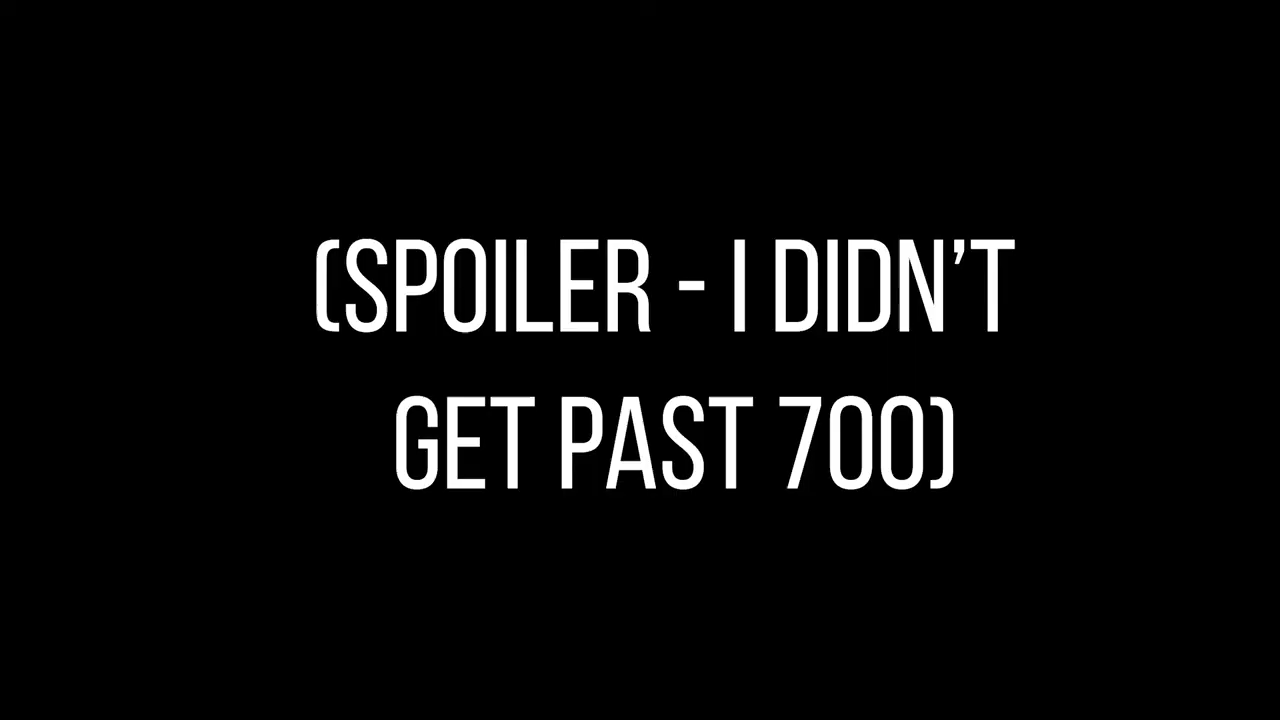 (SPOILER - I DIDN’T
GET PAST 700)